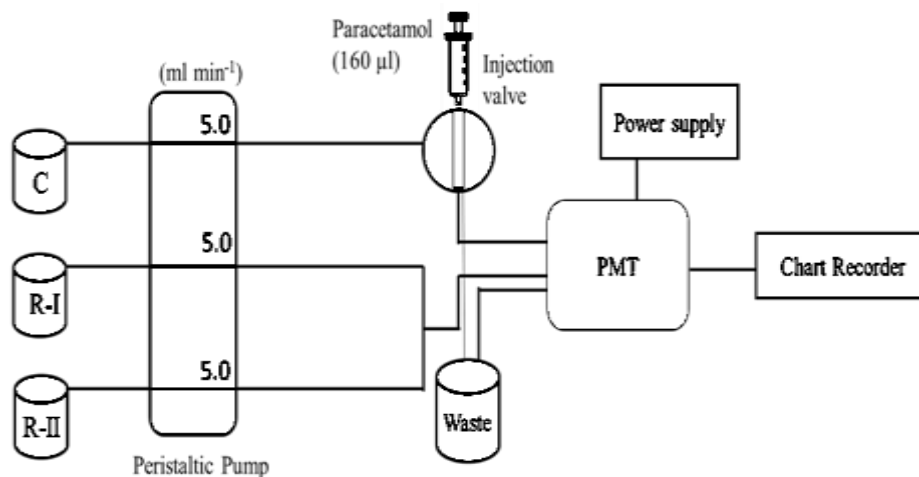 Paracetamol
(160 µl)
Injection
valve
(ml min⁻¹)
5.0
Power supply
C
5.0
R-I
PMT
Chart Recorder
5.0
R-II
Waste
Peristaltic Pump